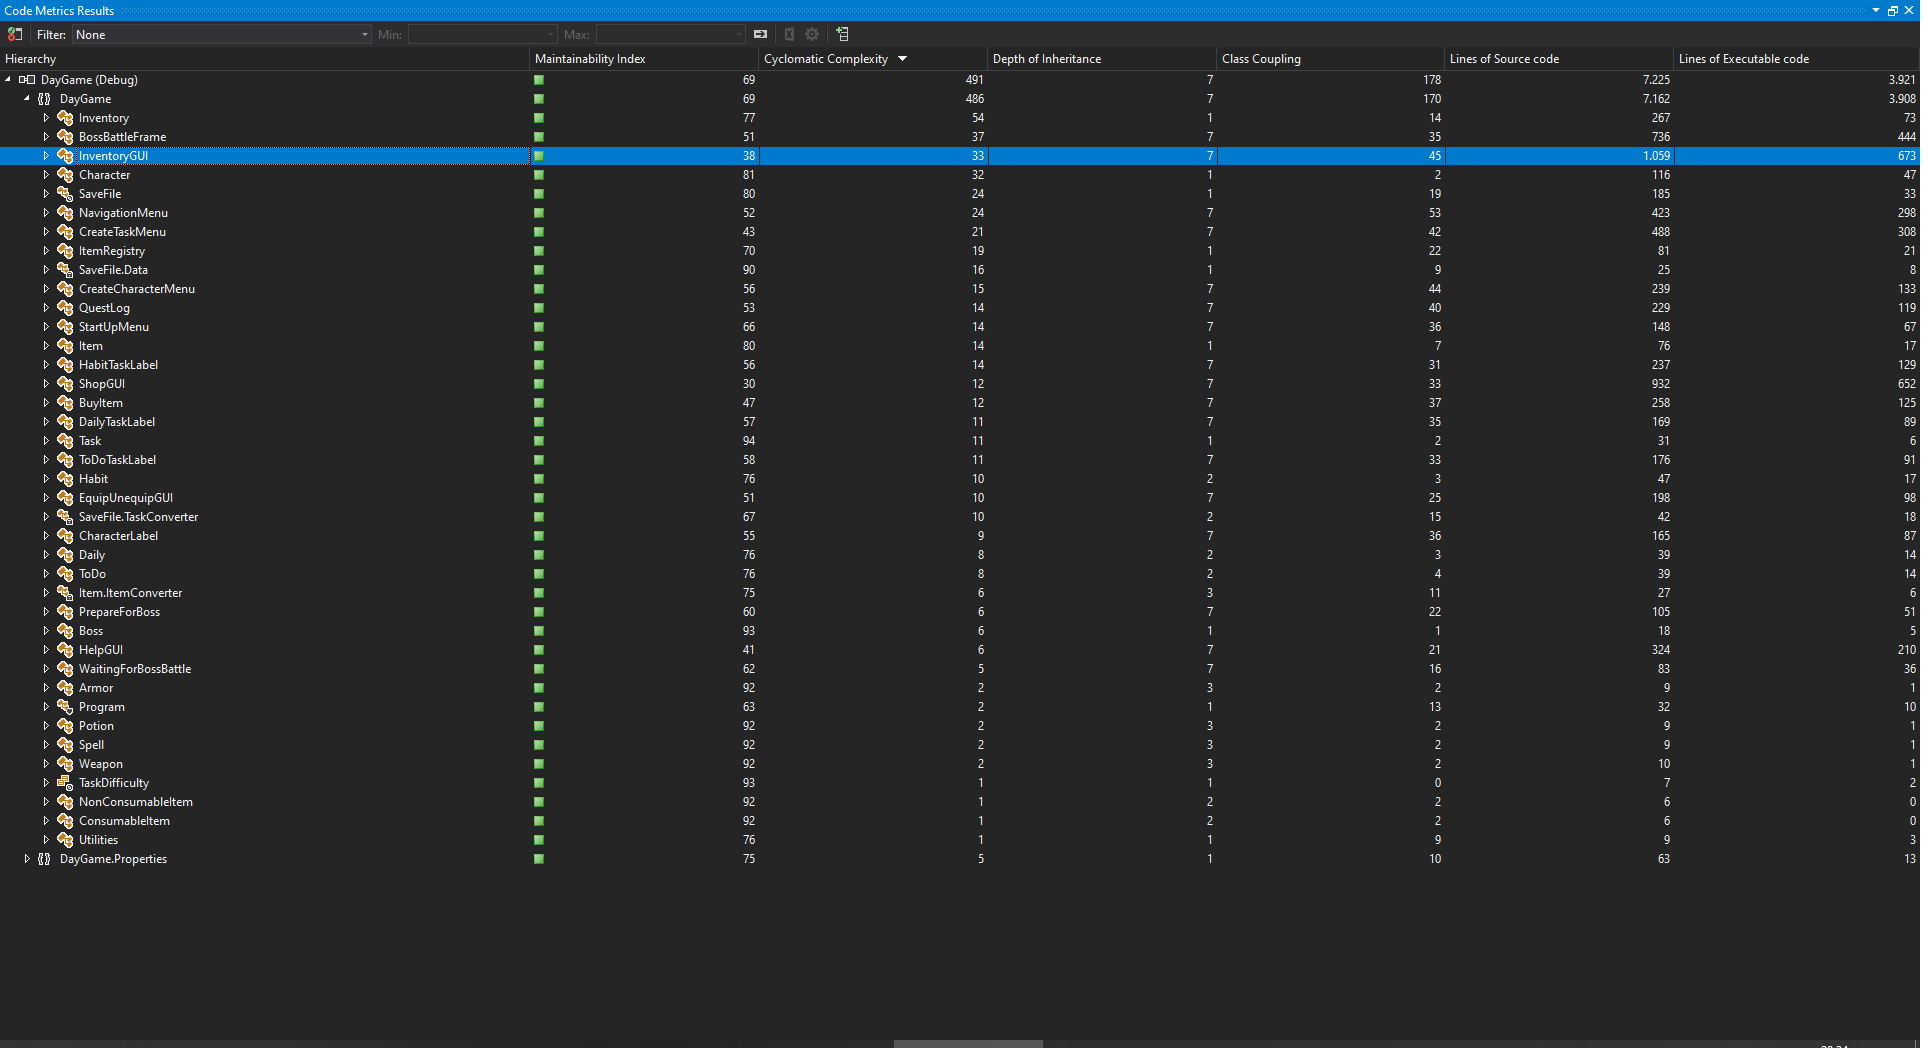 Code Metrics Results
Filter: None Min: Max:
Hierarchy Maintainability Index Cyclomatic Complexity Depth of Inheritance Class Coupling Lines of Source code Lines of Executable code
DayGame (Debug) 69 491 7 178 7.225 3.921
DayGame 69 486 7 170 7.162 3.908
Inventory 77 54 1 14 267 73
BossBattleFrame 51 37 7 35 736 444
InventoryGUI 38 33 7 45 1.059 673
Character 81 32 1 2 116 47
SaveFile 80 24 1 19 185 33
NavigationMenu 52 24 7 53 423 298
CreateTaskMenu 43 21 7 42 488 308
ItemRegistry 70 19 1 22 81 21
SaveFile.Data 90 16 1 9 25 8
CreateCharacterMenu 56 15 7 44 239 133
QuestLog 53 14 7 40 229 119
StartUpMenu 66 14 7 36 148 67
Item 80 14 1 7 76 17
HabitTaskLabel 56 14 7 31 237 129
ShopGUI 30 12 7 33 932 652
BuyItem 47 12 7 37 258 125
DailyTaskLabel 57 11 7 35 169 89
Task 94 11 1 2 31 6
ToDoTaskLabel 58 11 7 33 176 91
Habit 76 10 2 3 47 17
EquipUnequipGUI 51 10 7 25 198 98
SaveFile.TaskConverter 67 10 2 15 42 18
CharacterLabel 55 9 7 36 165 87
Daily 76 8 2 3 39 14
ToDo 76 8 2 4 39 14
Item.ItemConverter 75 6 3 11 27 6
PrepareForBoss 60 6 7 22 105 51
Boss 93 6 1 1 18 5
HelpGUI 41 6 7 21 324 210
WaitingForBossBattle 62 5 7 16 83 36
Armor 92 2 3 2 9 1
Program 63 2 1 13 32 10
Potion 92 2 3 2 9 1
Spell 92 2 3 2 9 1
Weapon 92 2 3 2 10 1
TaskDifficulty 93 1 1 0 7 2
NonConsumableItem 92 1 2 2 6 0
ConsumableItem 92 1 2 2 6 0
Utilities 76 1 1 9 9 3
DayGame.Properties 75 5 1 10 63 13